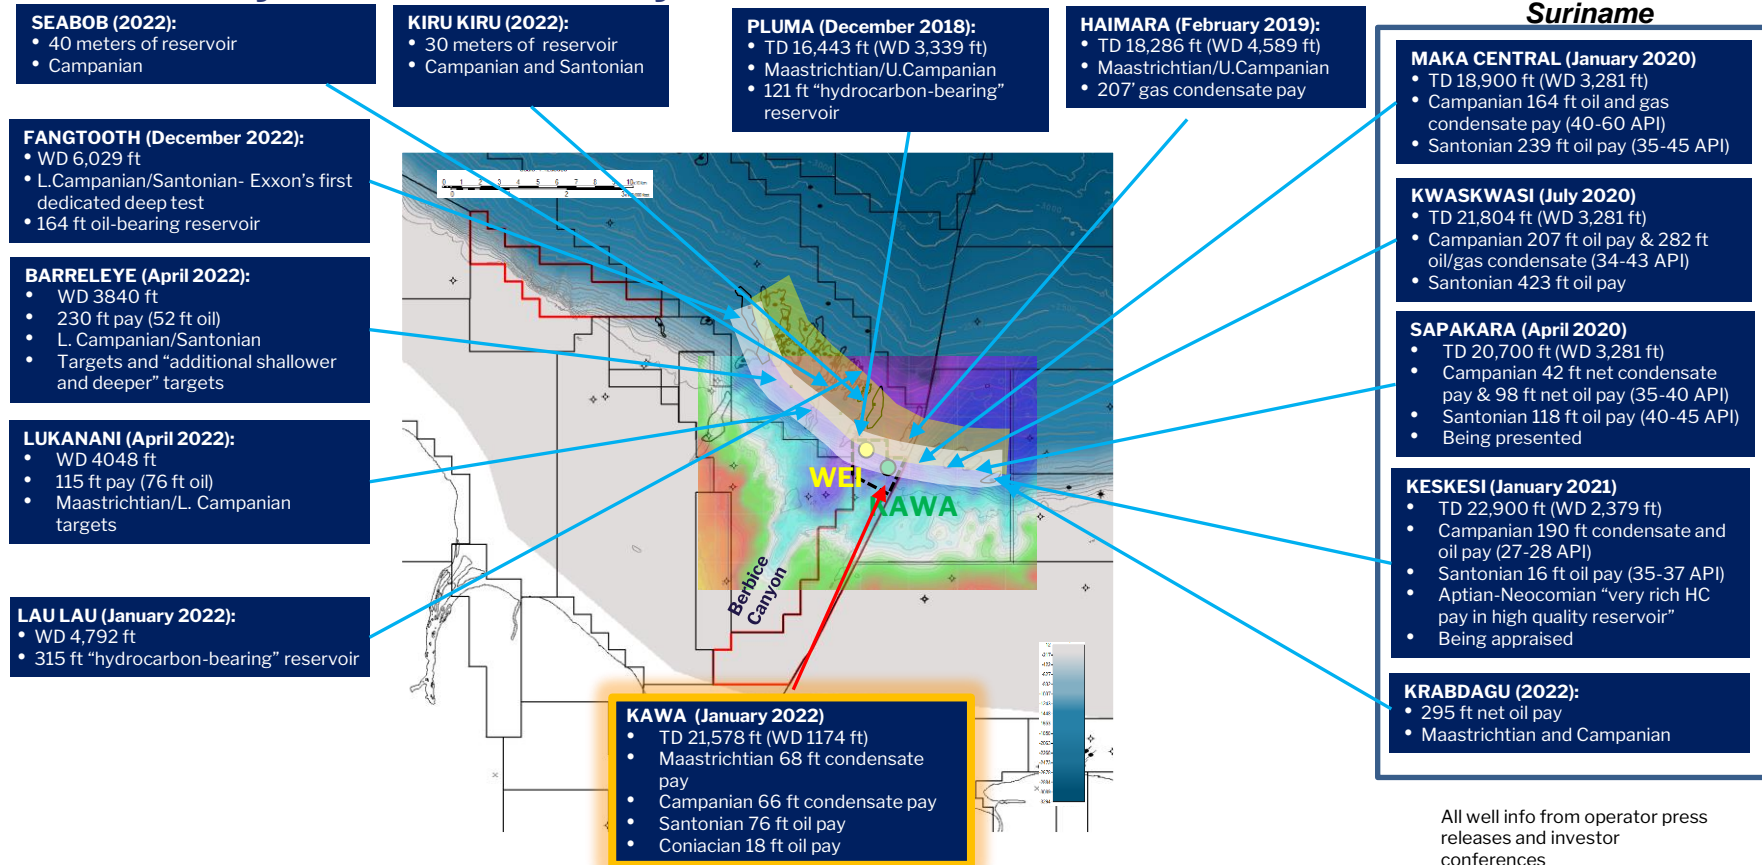 SEABOB (2022):
• 40 meters of reservoir
• Campanian
KIRU KIRU (2022):
• 30 meters of reservoir
• Campanian and Santonian
PLUMA (December 2018):
• TD 16,443 ft (WD 3,339 ft)
• Maastrichtian/U.Campanian
• 121 ft “hydrocarbon-bearing”
reservoir
HAIMARA (February 2019):
• TD 18,286 ft (WD 4,589 ft)
• Maastrichtian/U.Campanian
• 207’ gas condensate pay
Suriname
MAKA CENTRAL (January 2020)
• TD 18,900 ft (WD 3,281 ft)
• Campanian 164 ft oil and gas
condensate pay (40-60 API)
• Santonian 239 ft oil pay (35-45 API)
KWASKWASI (July 2020)
• TD 21,804 ft (WD 3,281 ft)
• Campanian 207 ft oil pay & 282 ft
oil/gas condensate (34-43 API)
• Santonian 423 ft oil pay
SAPAKARA (April 2020)
• TD 20,700 ft (WD 3,281 ft)
• Campanian 42 ft net condensate
pay & 98 ft net oil pay (35-40 API)
• Santonian 118 ft oil pay (40-45 API)
• Being presented
KESKESI (January 2021)
• TD 22,900 ft (WD 2,379 ft)
• Campanian 190 ft condensate and
oil pay (27-28 API)
• Santonian 16 ft oil pay (35-37 API)
• Aptian-Neocomian “very rich HC
pay in high quality reservoir”
• Being appraised
KRABDAGU (2022):
• 295 ft net oil pay
• Maastrichtian and Campanian
FANGTOOTH (December 2022):
• WD 6,029 ft
• L.Campanian/Santonian- Exxon’s first
dedicated deep test
• 164 ft oil-bearing reservoir
BARRELEYE (April 2022):
• WD 3840 ft
• 230 ft pay (52 ft oil)
• L. Campanian/Santonian
• Targets and “additional shallower
and deeper” targets
LUKANANI (April 2022):
• WD 4048 ft
• 115 ft pay (76 ft oil)
• Maastrichtian/L. Campanian
targets
LAU LAU (January 2022):
• WD 4,792 ft
• 315 ft “hydrocarbon-bearing” reservoir
WEI
KAWA
Berbice
Canyon
KAWA (January 2022)
• TD 21,578 ft (WD 1174 ft)
• Maastrichtian 68 ft condensate
pay
• Campanian 66 ft condensate pay
• Santonian 76 ft oil pay
• Coniacian 18 ft oil pay
All well info from operator press
releases and investor
conferences